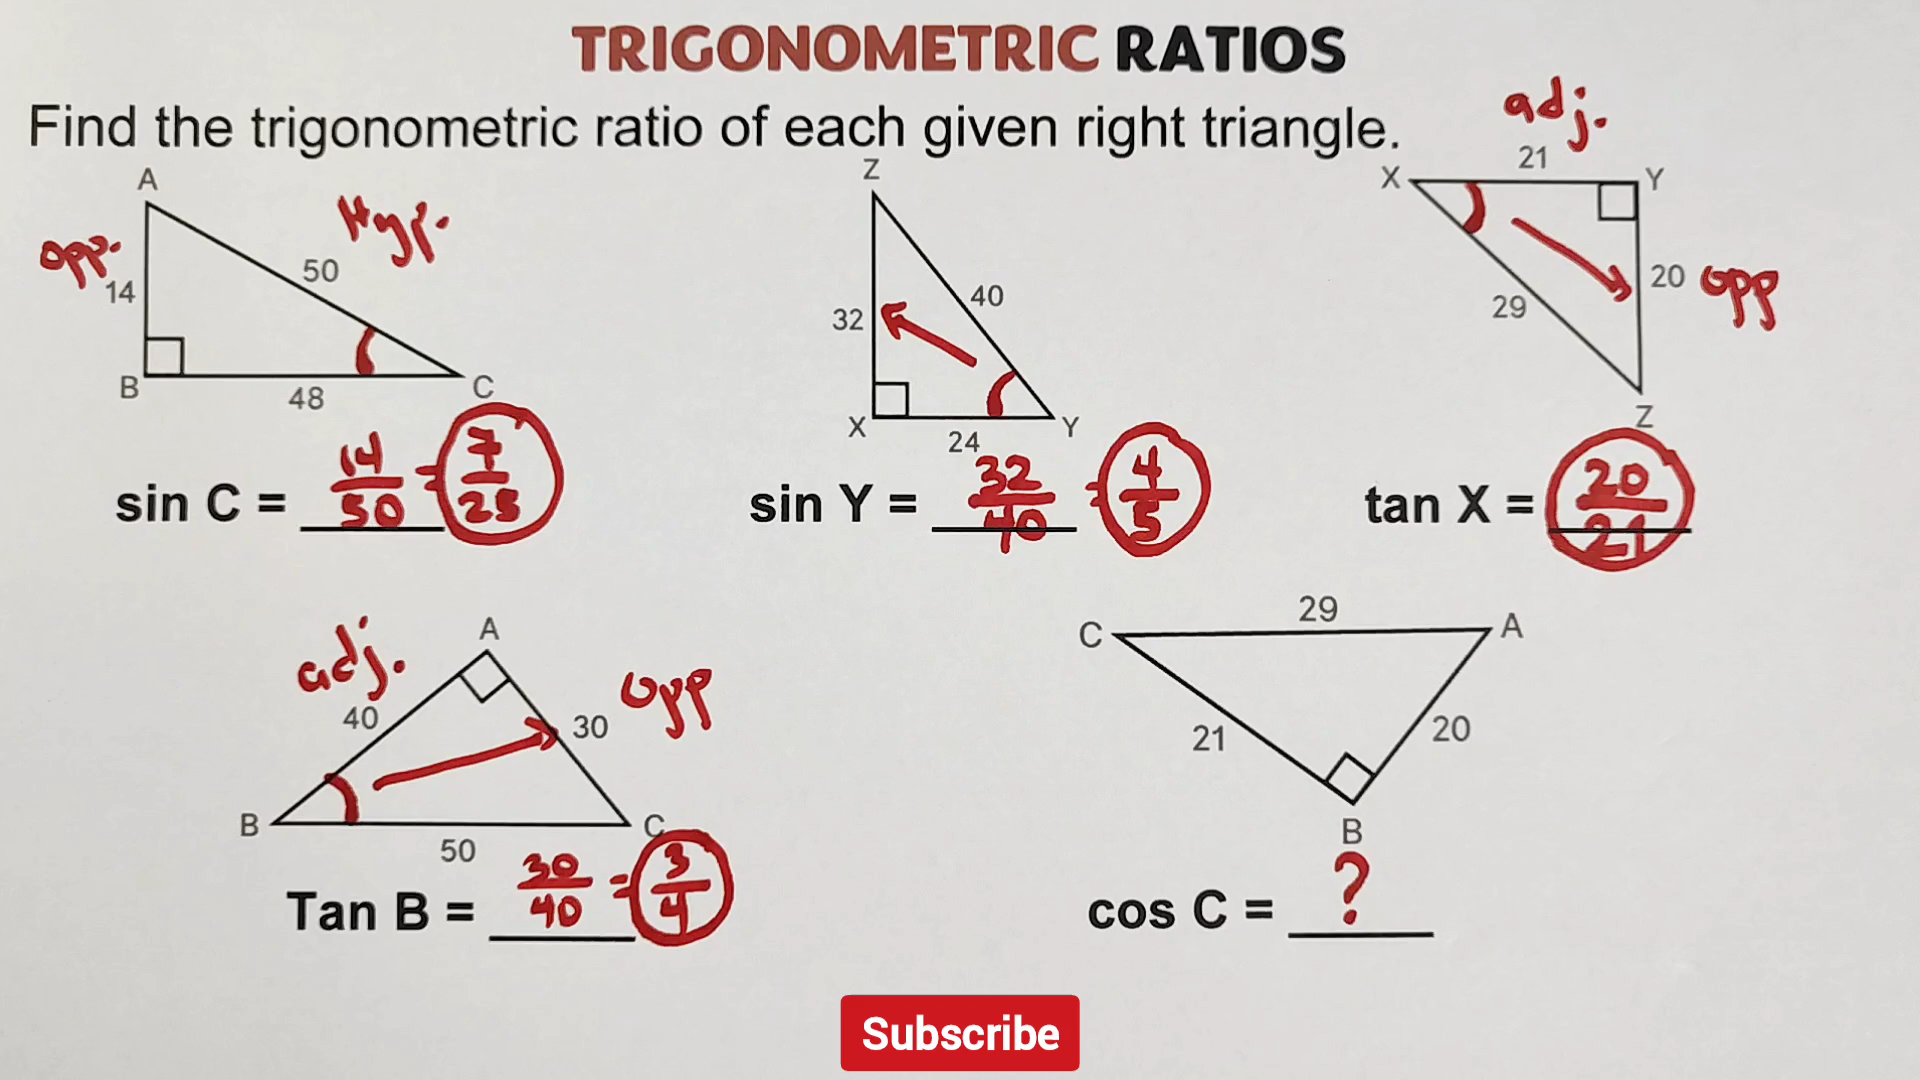 TRIGONOMETRIC RATIOS
Find the trigonometric ratio of each given right triangle.
A
opp.
14
Hyp.
50
B
48
C
sin C = 14/50 = 7/25
Z
32
40
X
24
Y
sin Y = 32/40 = 4/5
adj.
21
X
Y
20 opp
29
Z
tan X = 20/21
A
adj.
40
opp
30
B
C
50
Tan B = 30/40 = 3/4
29
C
A
21
20
B
cos C = ?
Subscribe